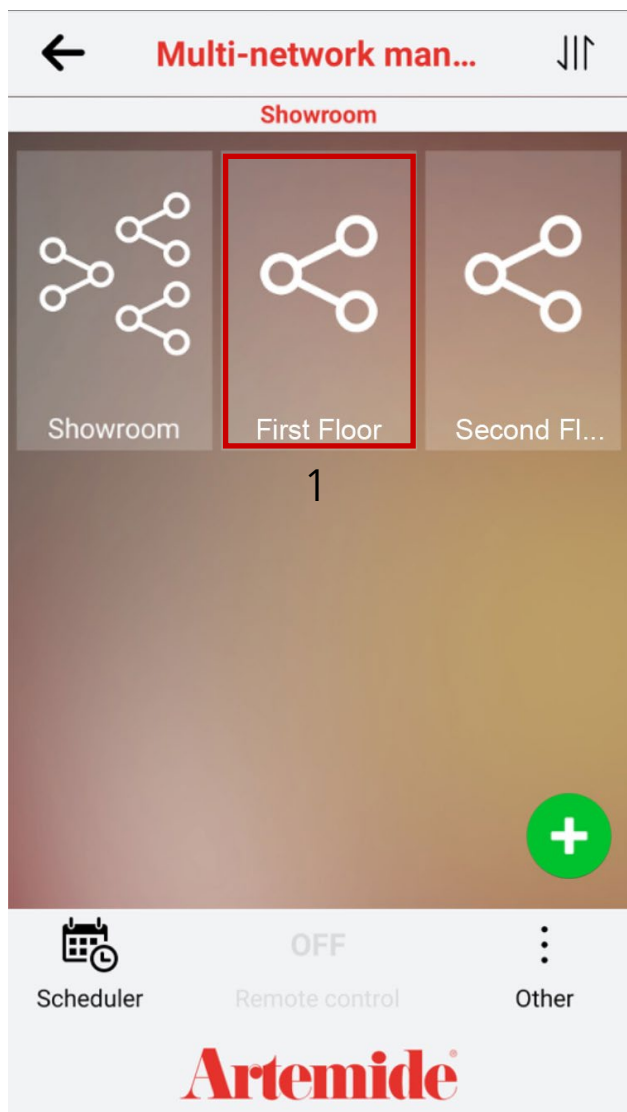 Multi-network man...
Showroom
Showroom
First Floor
Second Fl...
1
OFF
Scheduler
Remote control
Other
Artemide